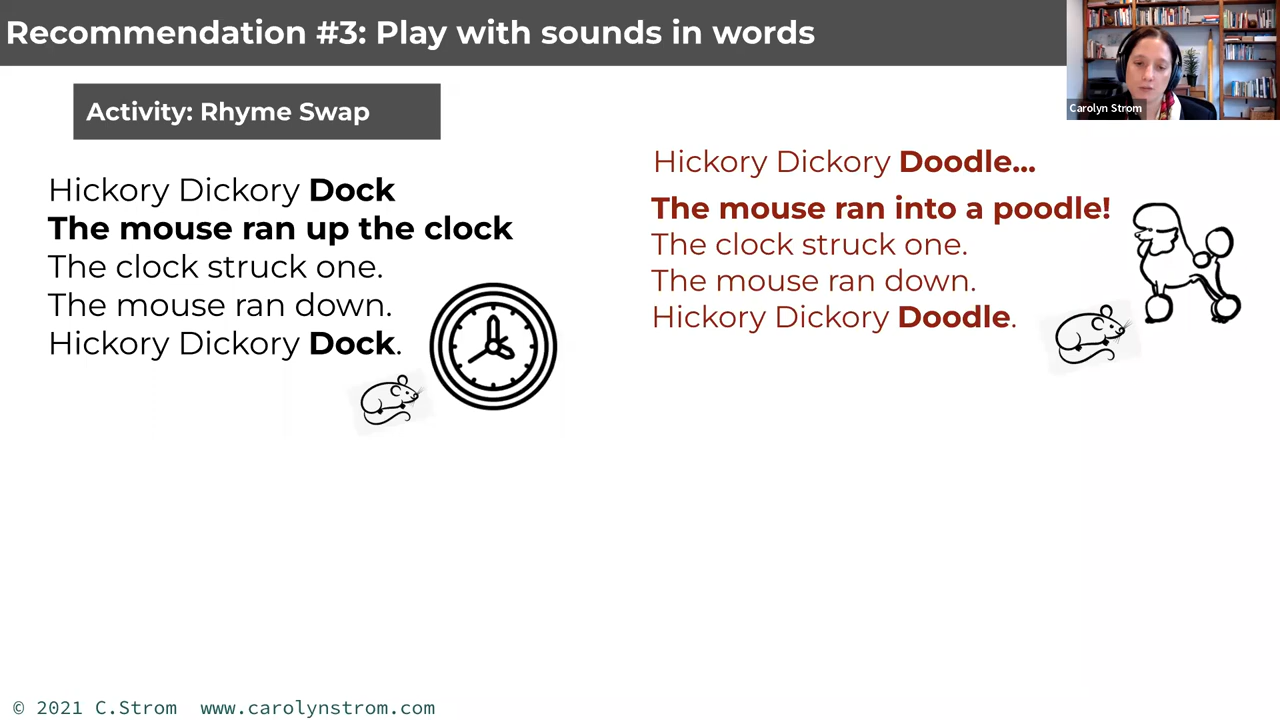 Recommendation #3: Play with sounds in words
Carolyn Strom
Activity: Rhyme Swap
Hickory Dickory Dock
The mouse ran up the clock
The clock struck one.
The mouse ran down.
Hickory Dickory Dock.
Hickory Dickory Doodle...
The mouse ran into a poodle!
The clock struck one.
The mouse ran down.
Hickory Dickory Doodle.
© 2021 C.Strom www.carolynstrom.com